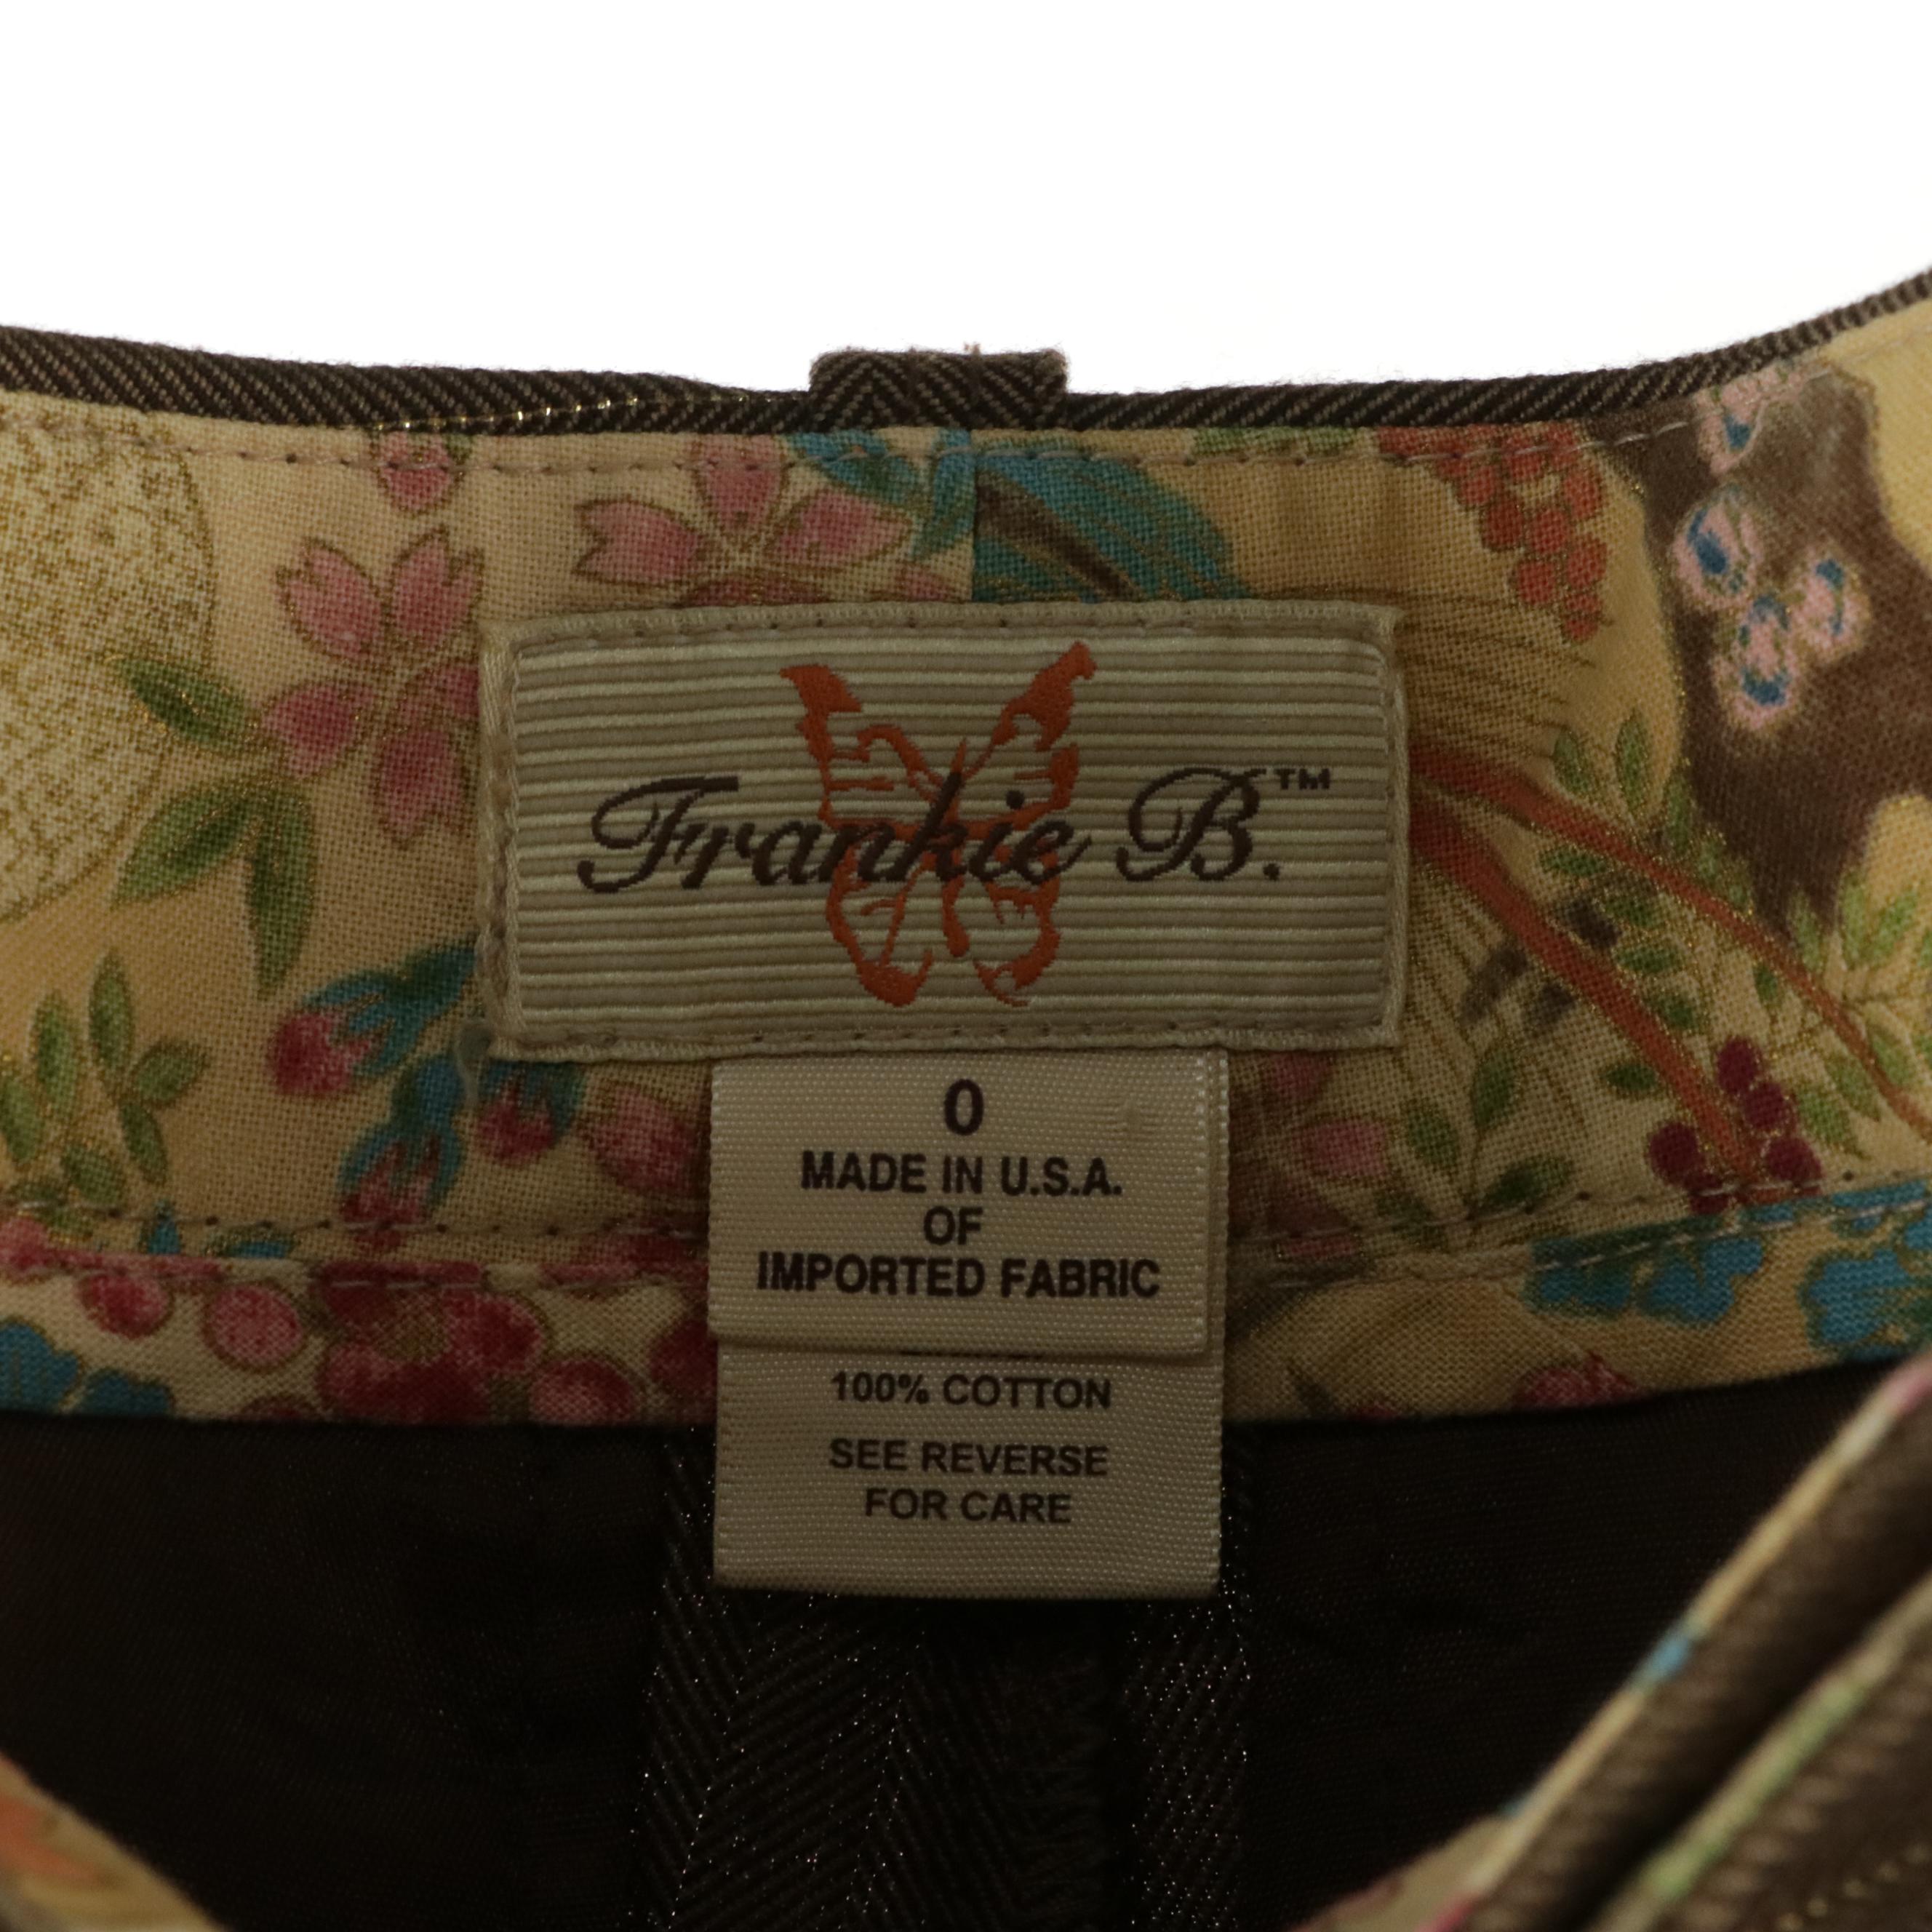 Frankie B.™
0
MADE IN U.S.A.
OF
IMPORTED FABRIC
100% COTTON
SEE REVERSE
FOR CARE